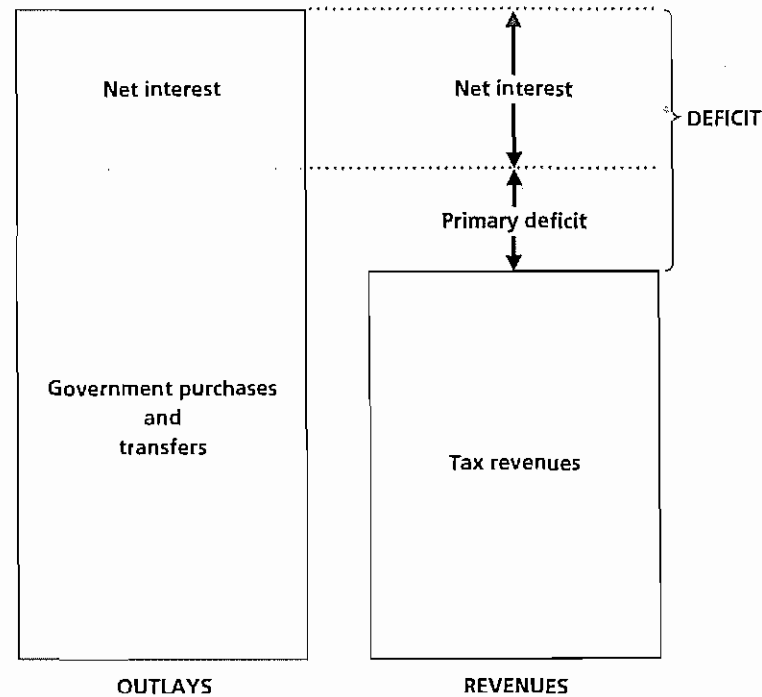 Net interest
Net interest
DEFICIT
Primary deficit
Government purchases
and
transfers
Tax revenues
OUTLAYS
REVENUES